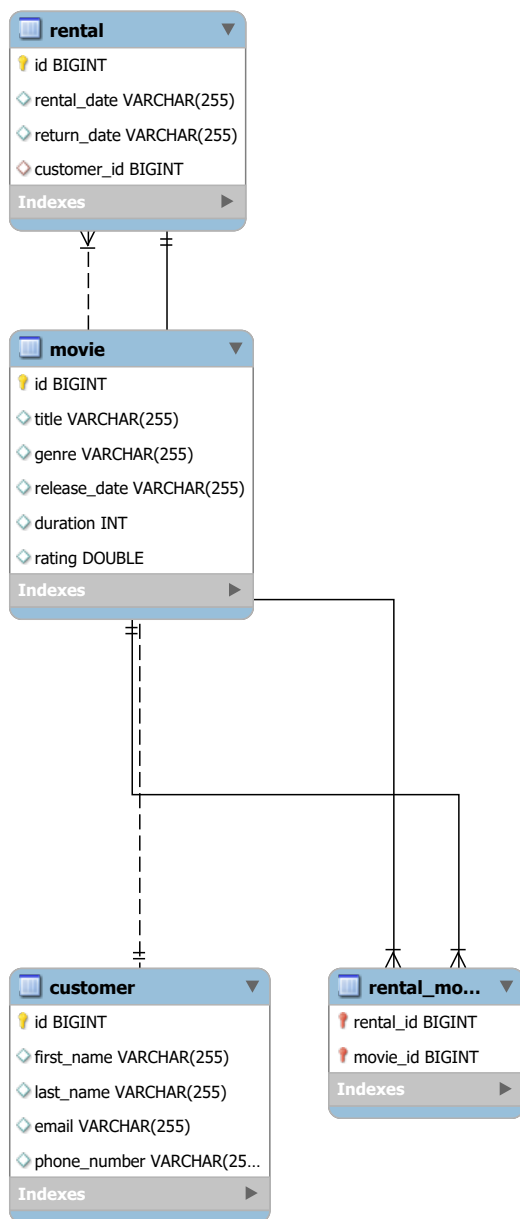 rental
id BIGINT
rental_date VARCHAR(255)
return_date VARCHAR(255)
customer_id BIGINT
Indexes
movie
id BIGINT
title VARCHAR(255)
genre VARCHAR(255)
release_date VARCHAR(255)
duration INT
rating DOUBLE
Indexes
customer
id BIGINT
first_name VARCHAR(255)
last_name VARCHAR(255)
email VARCHAR(255)
phone_number VARCHAR(25...
Indexes
rental_mo...
rental_id BIGINT
movie_id BIGINT
Indexes